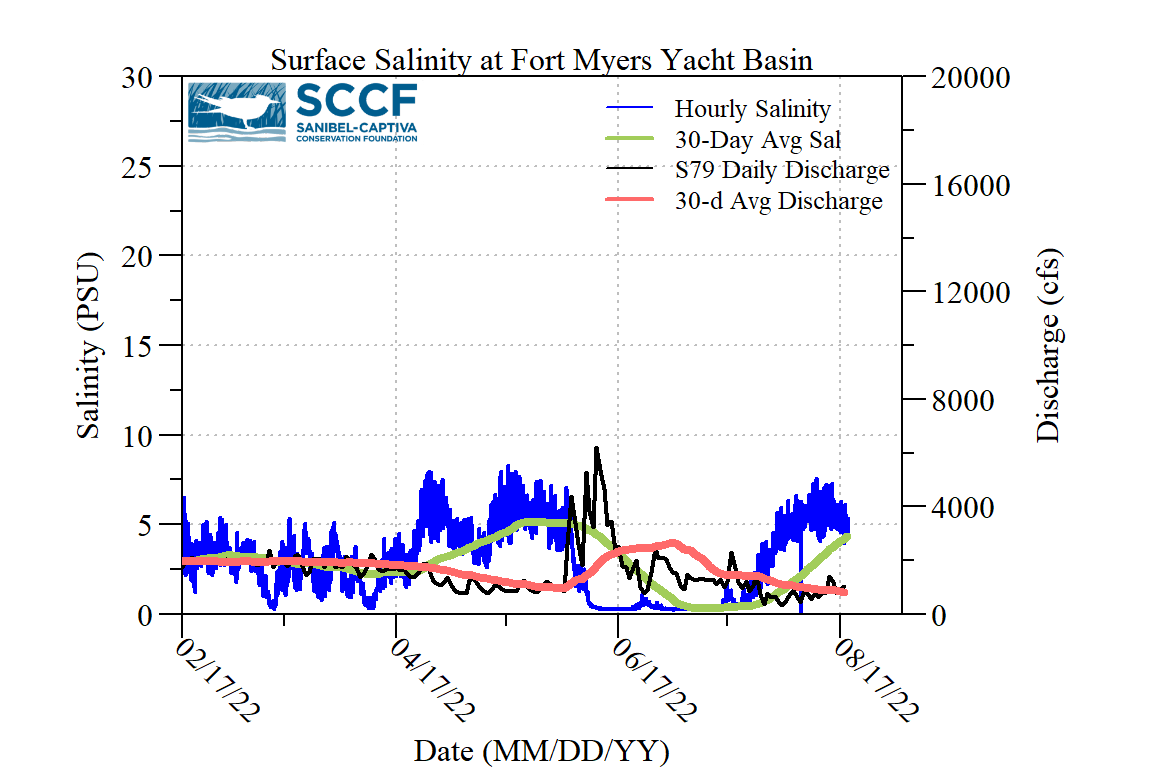 Surface Salinity at Fort Myers Yacht Basin
SCCF
SANIBEL-CAPTIVA
CONSERVATION FOUNDATION
Hourly Salinity
30-Day Avg Sal
S79 Daily Discharge
30-d Avg Discharge
Salinity (PSU)
30
25
20
15
10
5
0
20000
16000
12000
8000
4000
0
Discharge (cfs)
02/17/22
04/17/22
06/17/22
08/17/22
Date (MM/DD/YY)